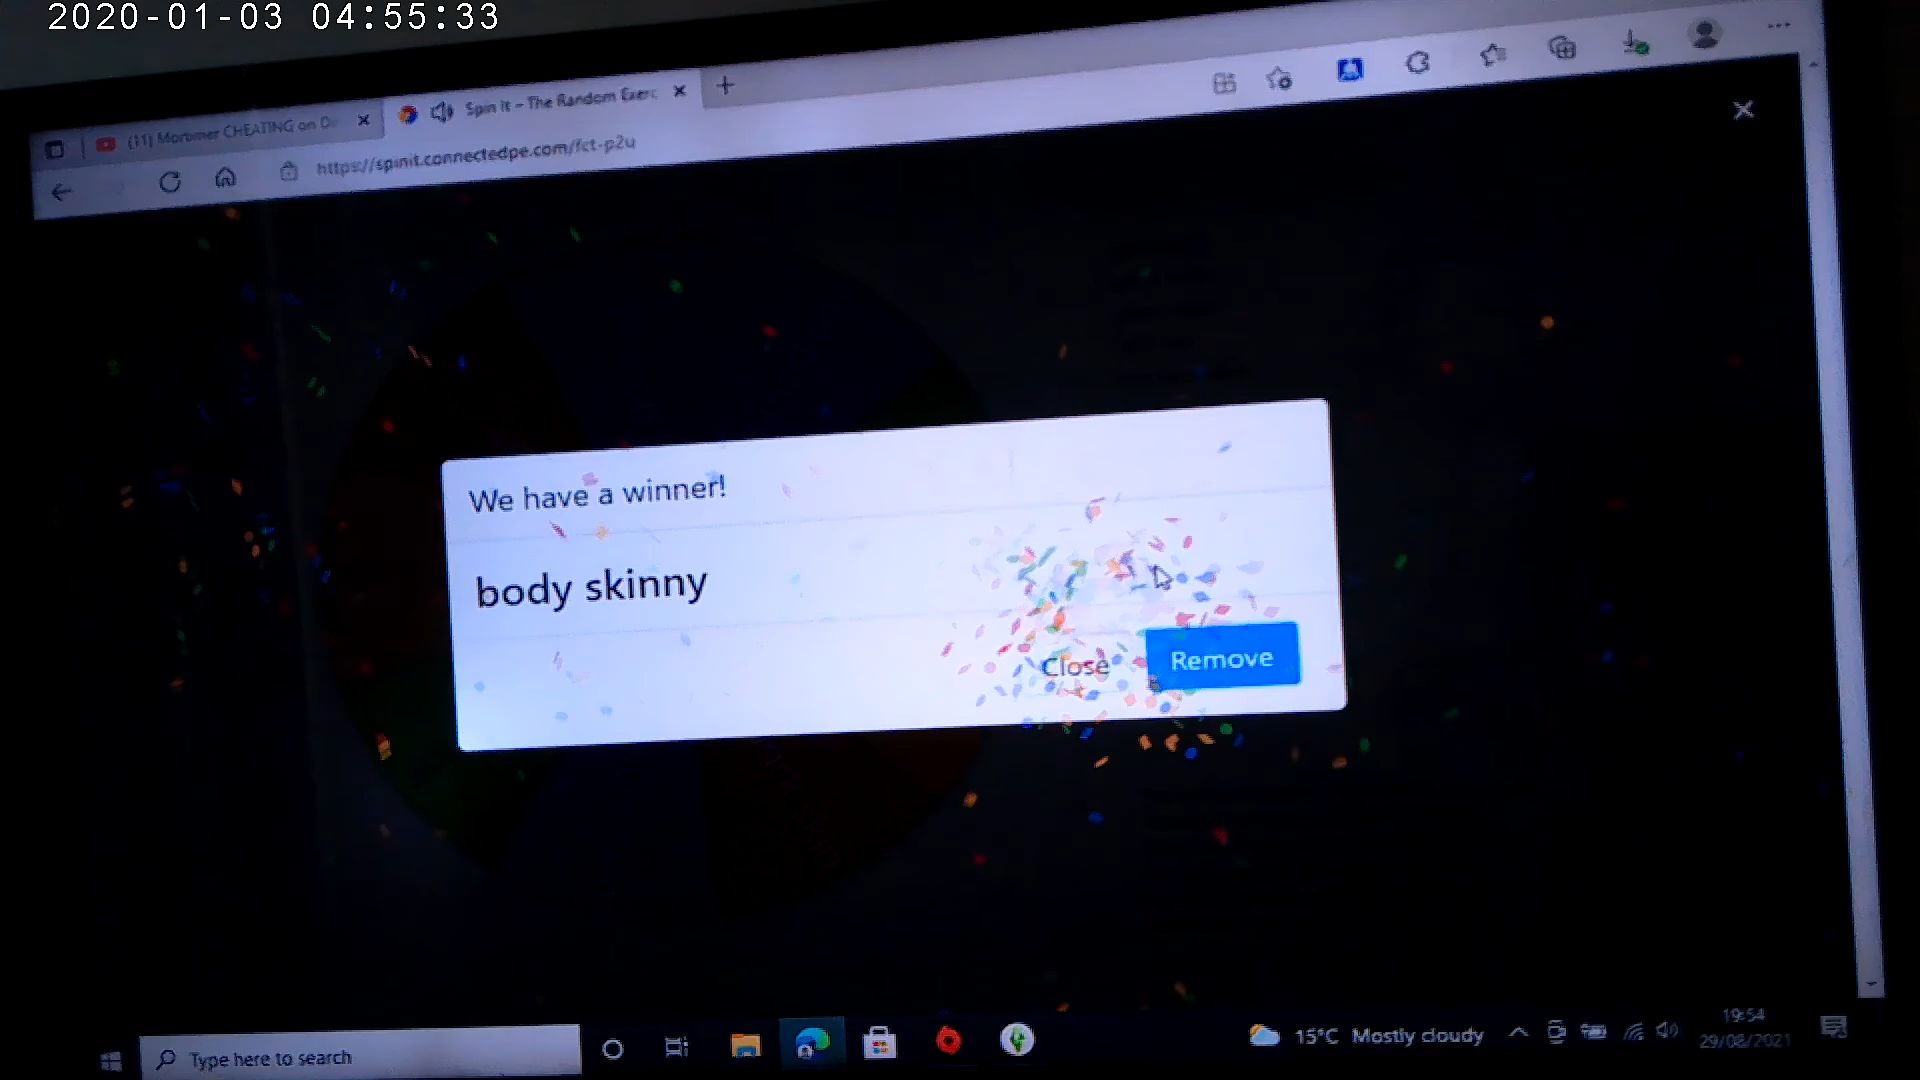 2020-01-03 04:55:33
(11) Mortimer CHEATING on D
Spin It - The Random Exerc
https://spinit.connectedpe.com/fct-p2u
We have a winner!
body skinny
Close
Remove
Type here to search
15°C Mostly cloudy
19:54
29/08/2021